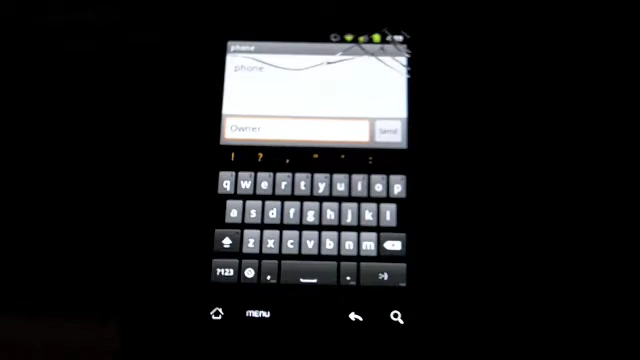 phone
phone
Owner
Send
! ? , " ' :
q w e r t y u i o p
a s d f g h j k l
z x c v b n m
?123 , . :-)
MENU